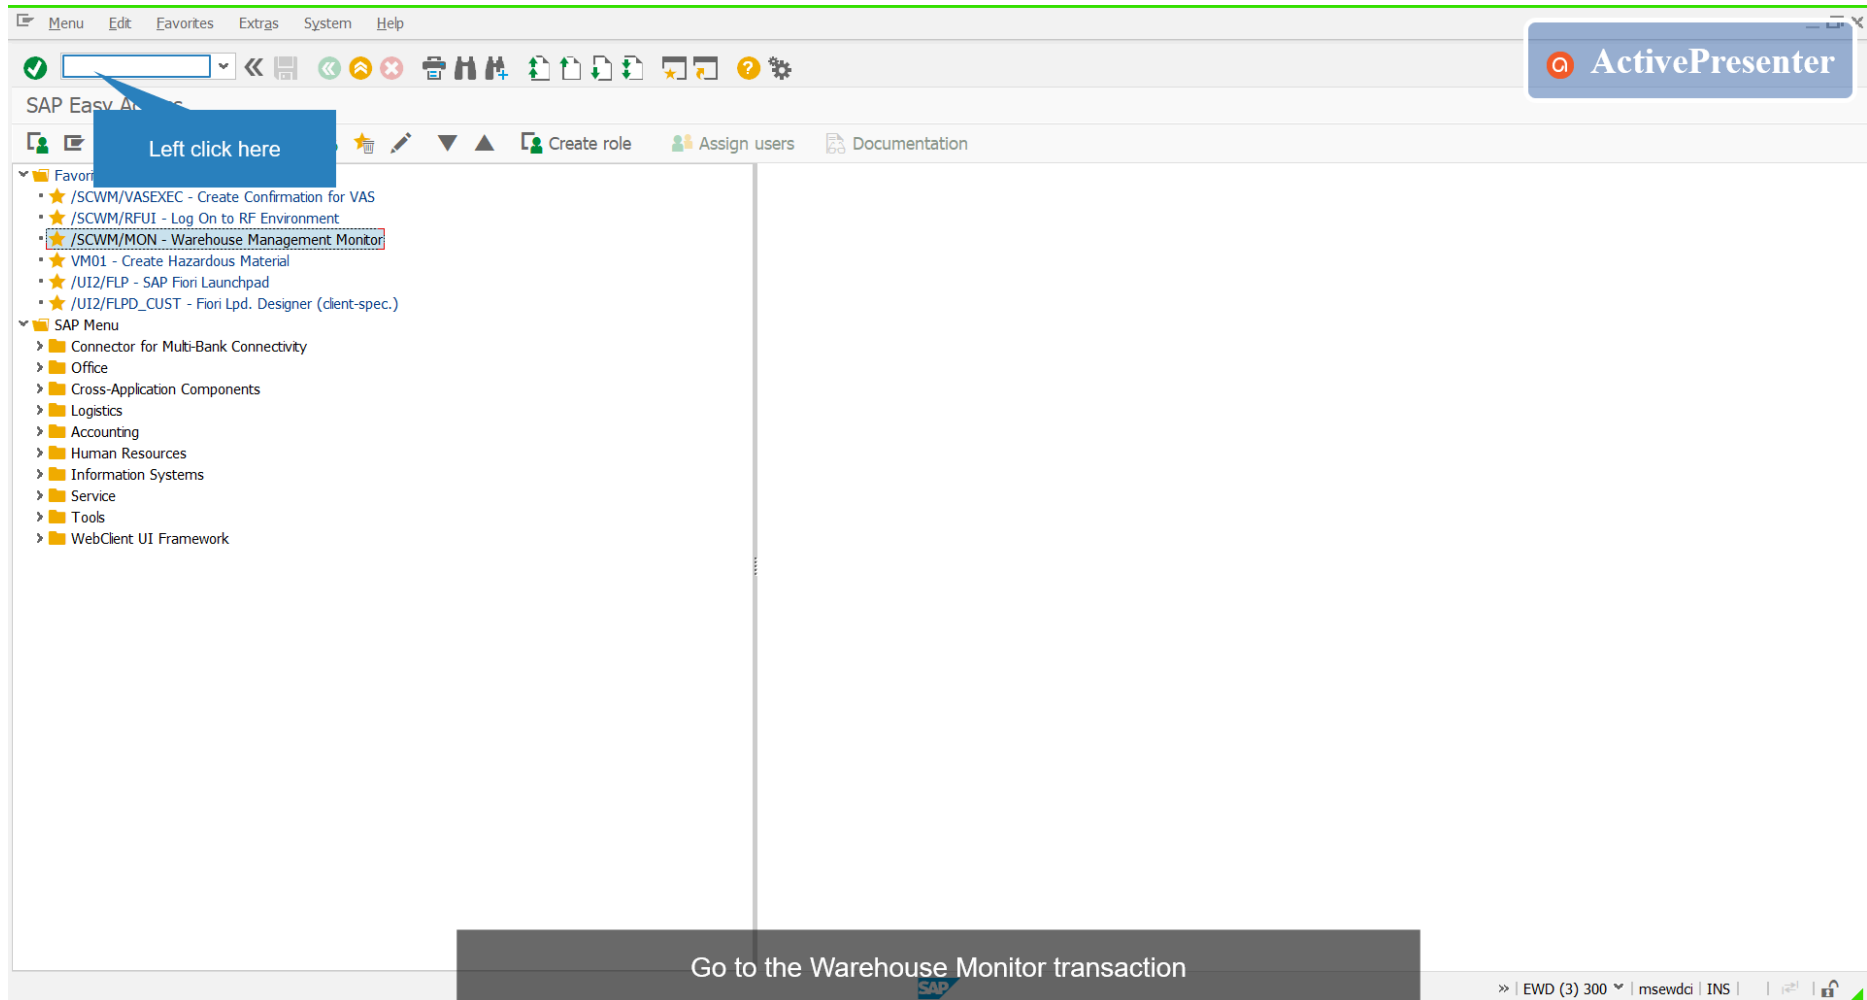 Menu Edit Favorites Extras System Help
ActivePresenter
SAP Easy
Left click here
Create role Assign users Documentation
Favori
/SCWM/VASEXEC - Create Confirmation for VAS
/SCWM/RFUI - Log On to RF Environment
/SCWM/MON - Warehouse Management Monitor
VM01 - Create Hazardous Material
/UI2/FLP - SAP Fiori Launchpad
/UI2/FLPD_CUST - Fiori Lpd. Designer (client-spec.)
SAP Menu
Connector for Multi-Bank Connectivity
Office
Cross-Application Components
Logistics
Accounting
Human Resources
Information Systems
Service
Tools
WebClient UI Framework
Go to the Warehouse Monitor transaction
SAP
» | EWD (3) 300 | msewdci | INS |